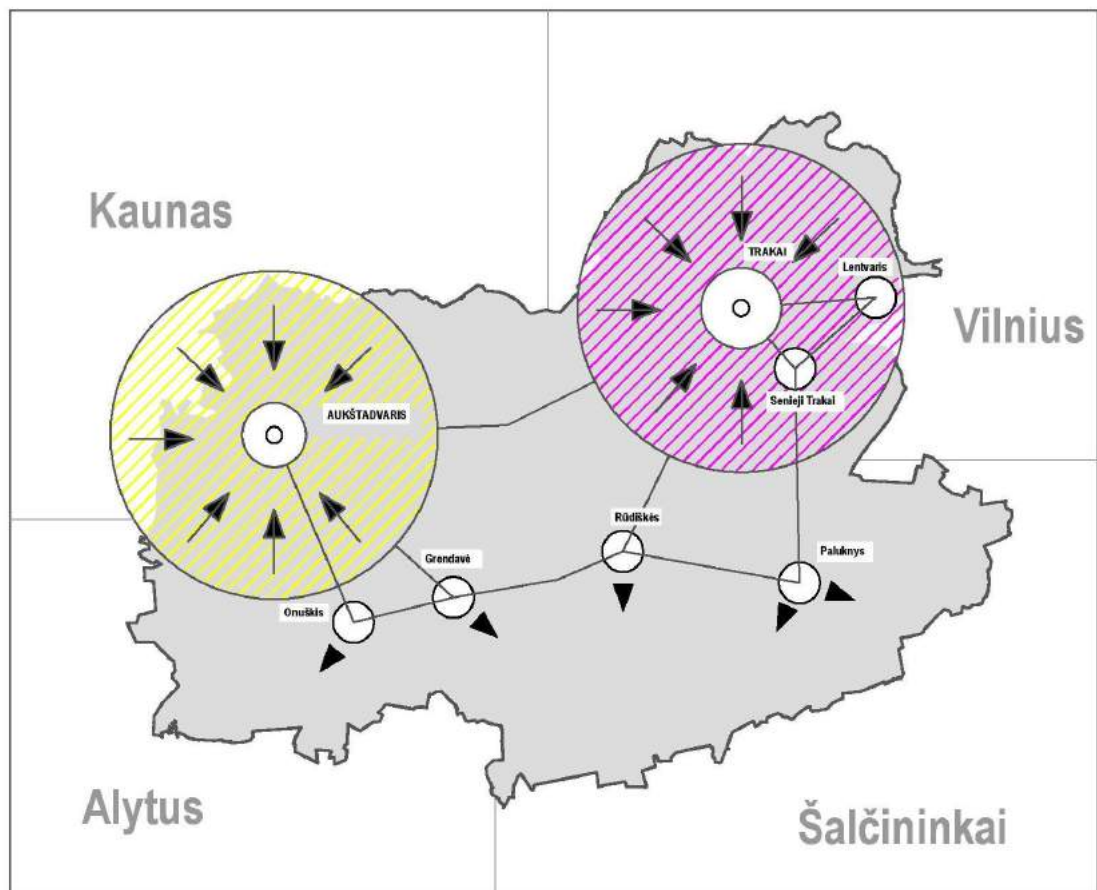 Kaunas
TRAKAI
Lentvaris
Vilnius
Senieji Trakai
AUKŠTADVARIS
Rūdiškės
Grendavė
Paluknys
Onuškis
Alytus
Šalčininkai